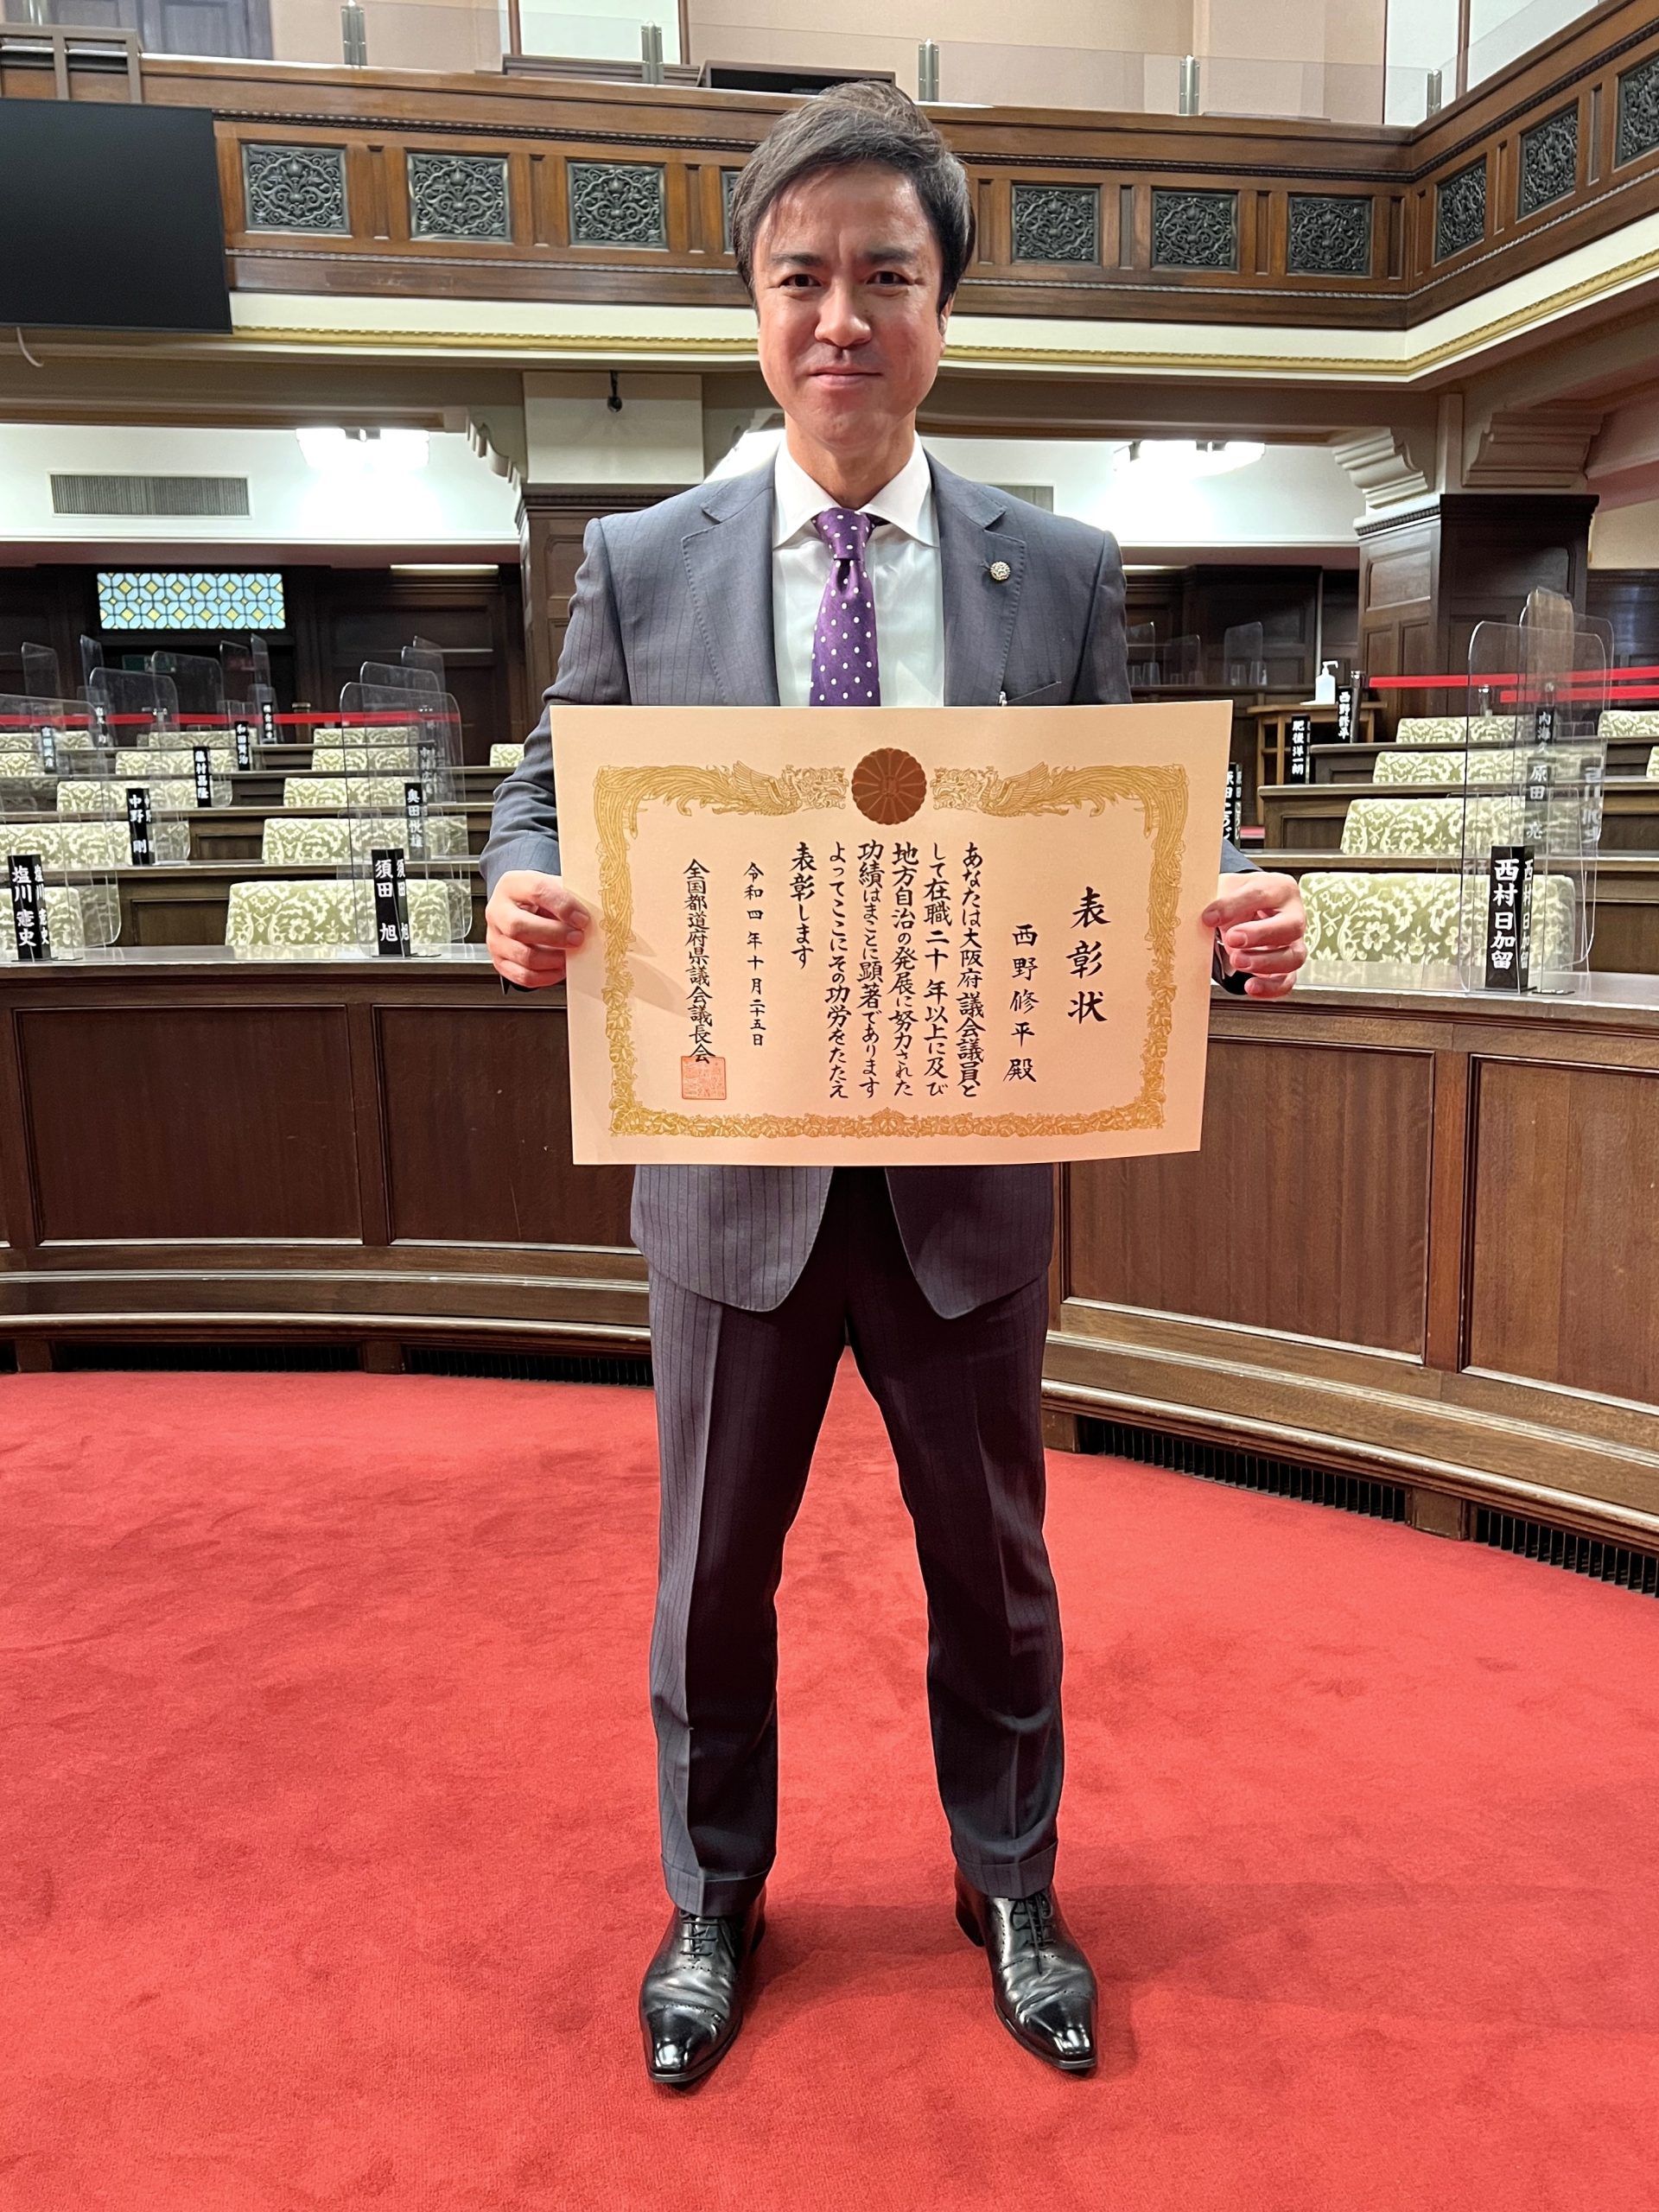 表彰状
西野修平殿
あなたは大阪府議会議員と
して在職二十年以上に及び
地方自治の発展に努力された
功績はまことに顕著であります
よってここにその功労をたたえ
表彰します
令和四年十月二十五日
全国都道府県議会議長会
塩川憲史
中野剛
須田旭
奥田悦雄
和田賢治
西野修平
肥後洋一朗
内海久
原田亮
西村日加留